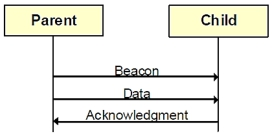 Parent
Child
Beacon
Data
Acknowledgment